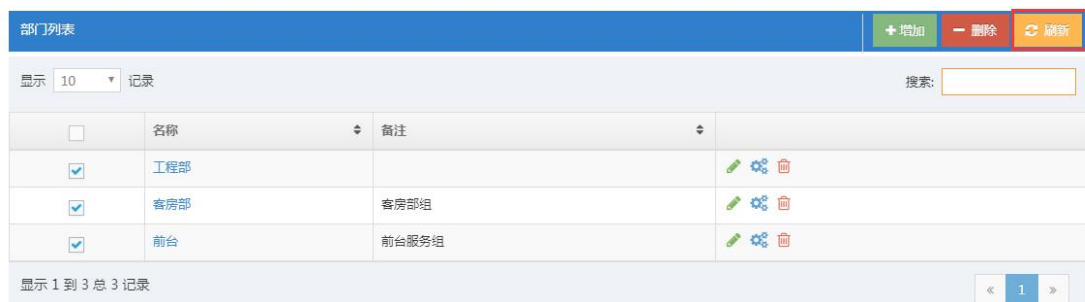 部门列表
增加
删除
刷新
显示 10 记录
搜索:
名称 备注
工程部
客房部 客房部组
前台 前台服务组
显示 1 到 3 总 3 记录
« 1 »